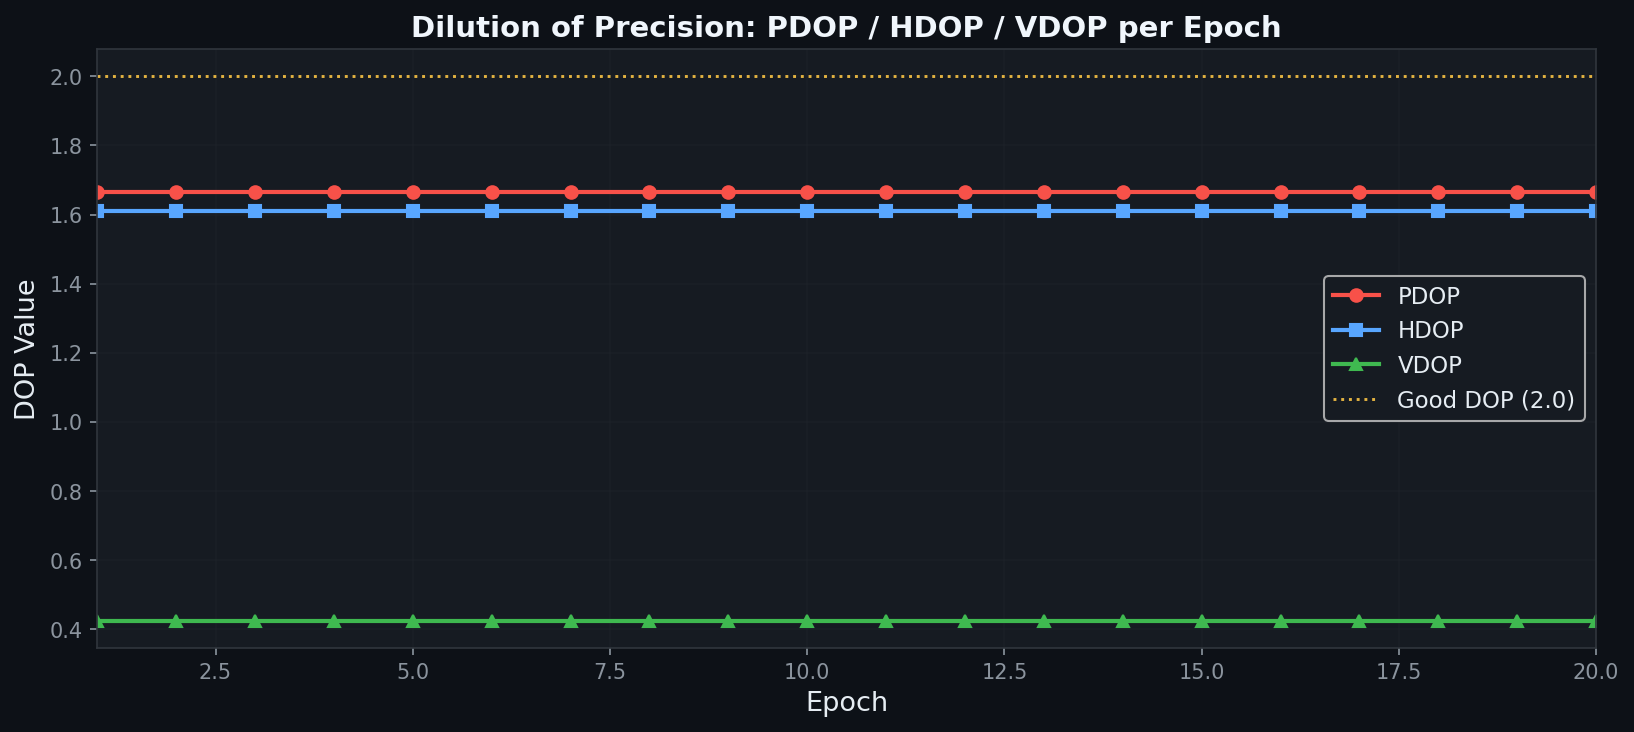 Dilution of Precision: PDOP / HDOP / VDOP per Epoch
DOP Value
2.0
1.8
1.6
1.4
1.2
1.0
0.8
0.6
0.4
PDOP
HDOP
VDOP
Good DOP (2.0)
2.5 5.0 7.5 10.0 12.5 15.0 17.5 20.0
Epoch